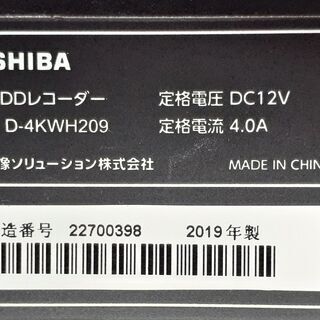 SHIBA
DDレコーダー 定格電圧 DC12V
D-4KWH209 定格電流 4.0A
像ソリューション株式会社 MADE IN CHIN
造番号 22700398 2019年製